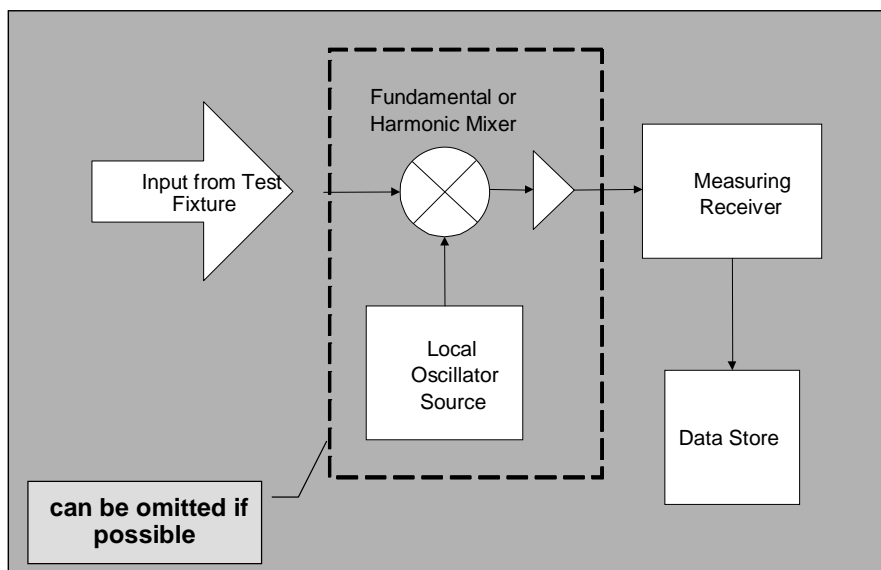 Fundamental or
Harmonic Mixer
Input from Test
Fixture
Measuring
Receiver
Local
Oscillator
Source
Data Store
can be omitted if
possible